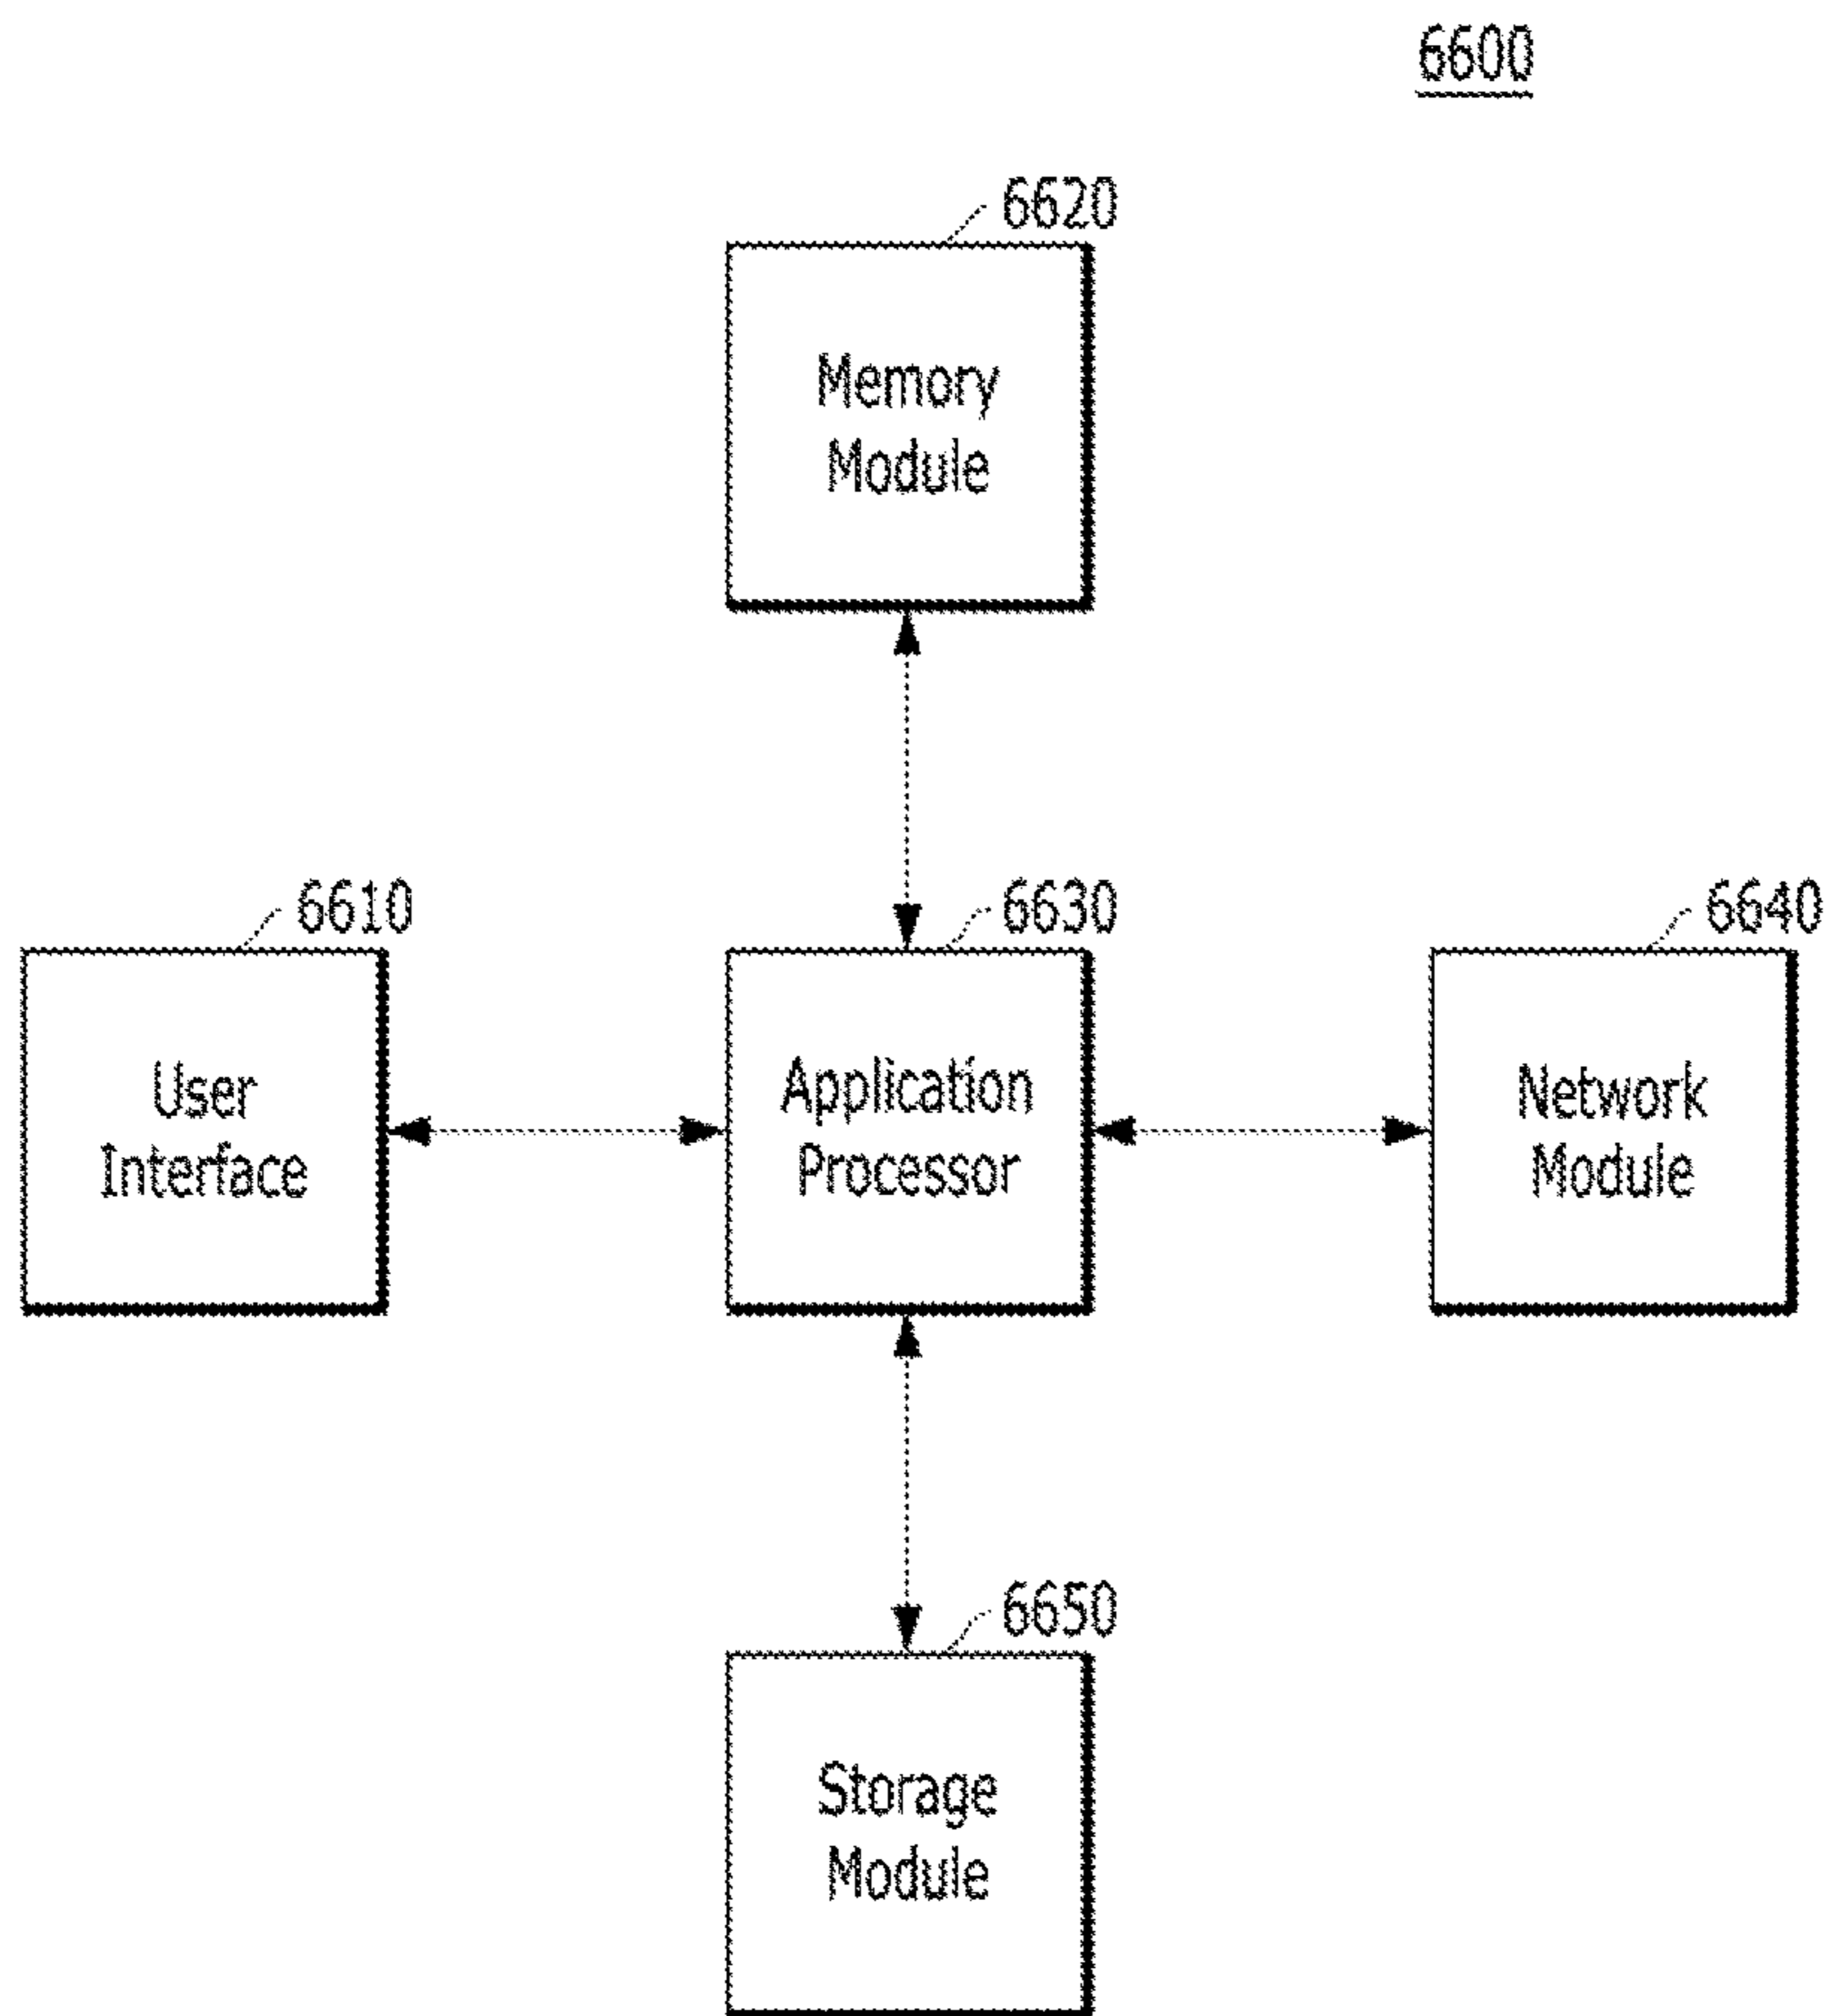 6600
6620
Memory
Module
6610
6630
6640
User
Interface
Application
Processor
Network
Module
6650
Storage
Module